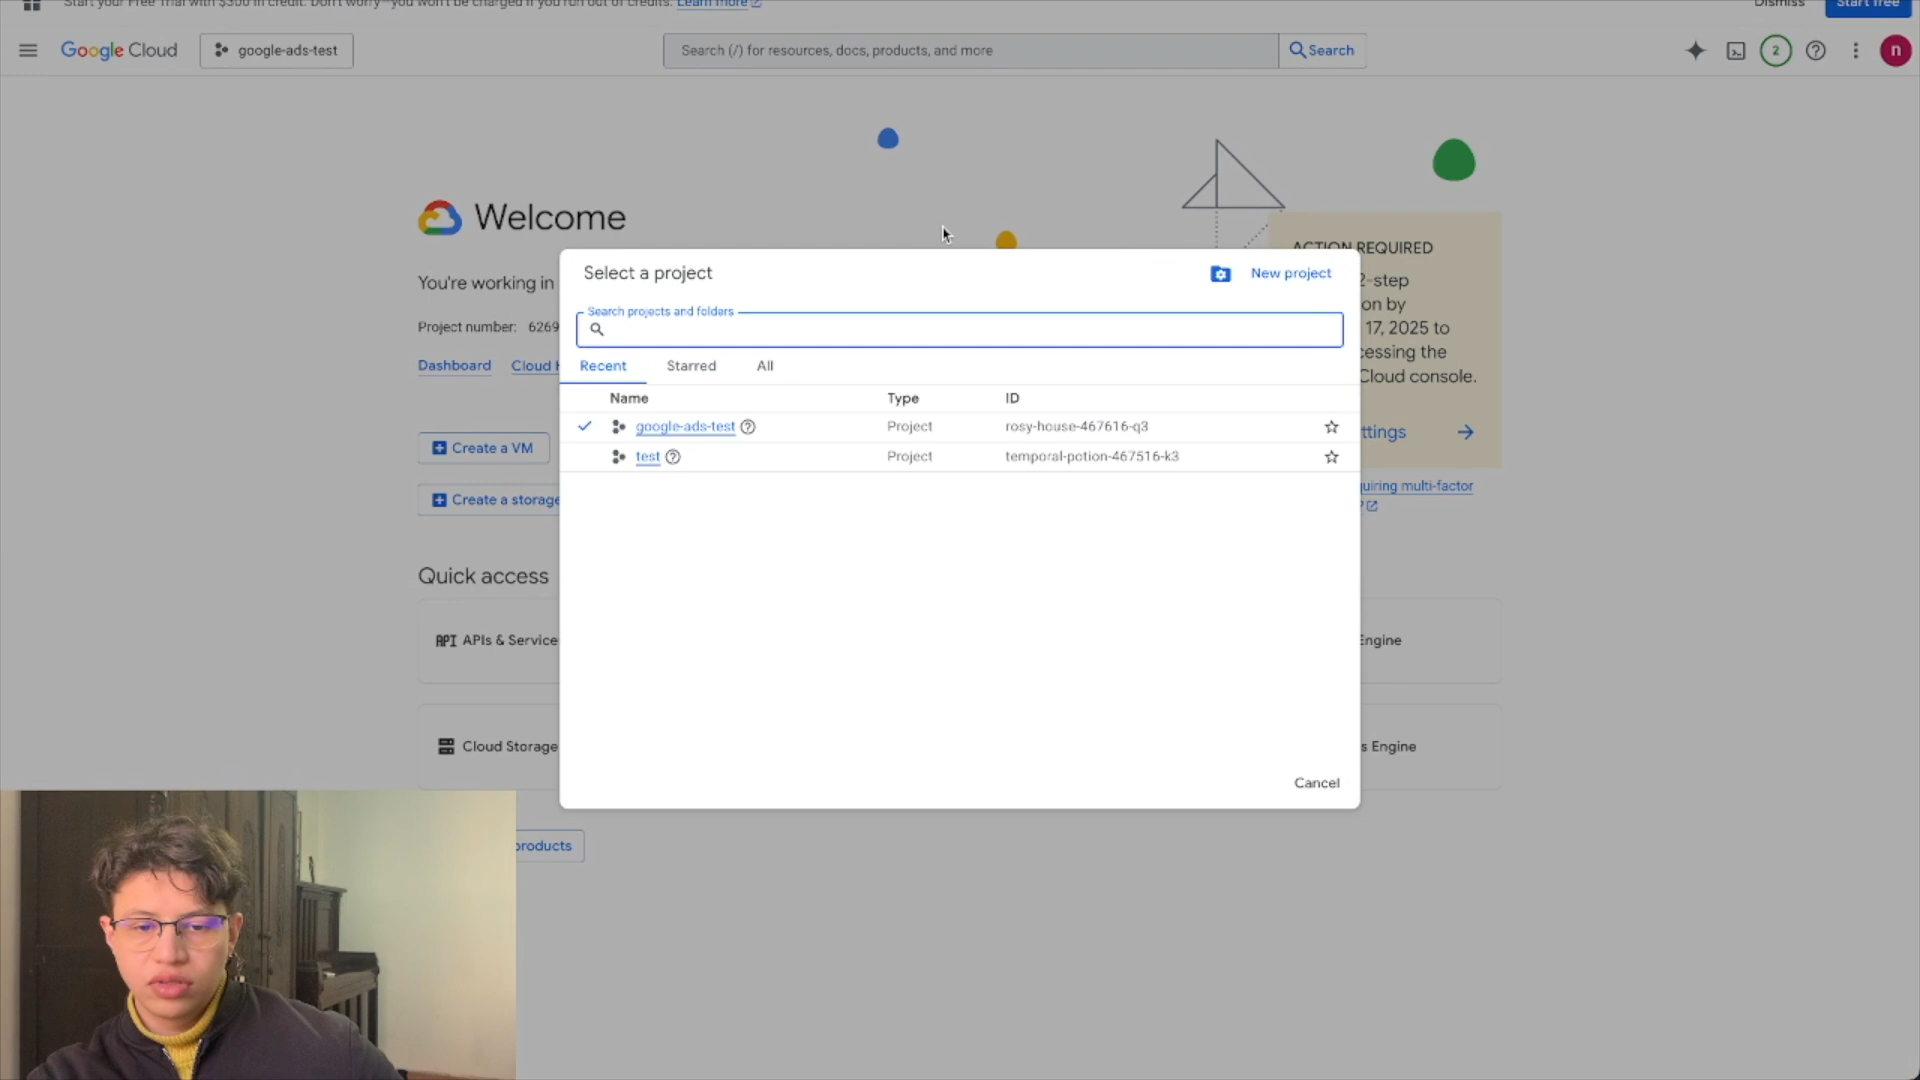 Start your Free Trial with $300 in credit. Don't worry—you won't be charged if you run out of credits. Learn more
Dismiss
Start free
Google Cloud
google-ads-test
Search (/) for resources, docs, products, and more
Search
2
n
Welcome
ACTION REQUIRED
2-step
on by
17, 2025 to
cessing the
Cloud console.
ttings
quiring multi-factor
You're working in
Project number: 6269
Dashboard Cloud H
Create a VM
Create a storage
Quick access
API APIs & Service
Engine
Cloud Storage
s Engine
products
Select a project
New project
Search projects and folders
Recent Starred All
Name Type ID
google-ads-test Project rosy-house-467616-q3
test Project temporal-potion-467516-k3
Cancel